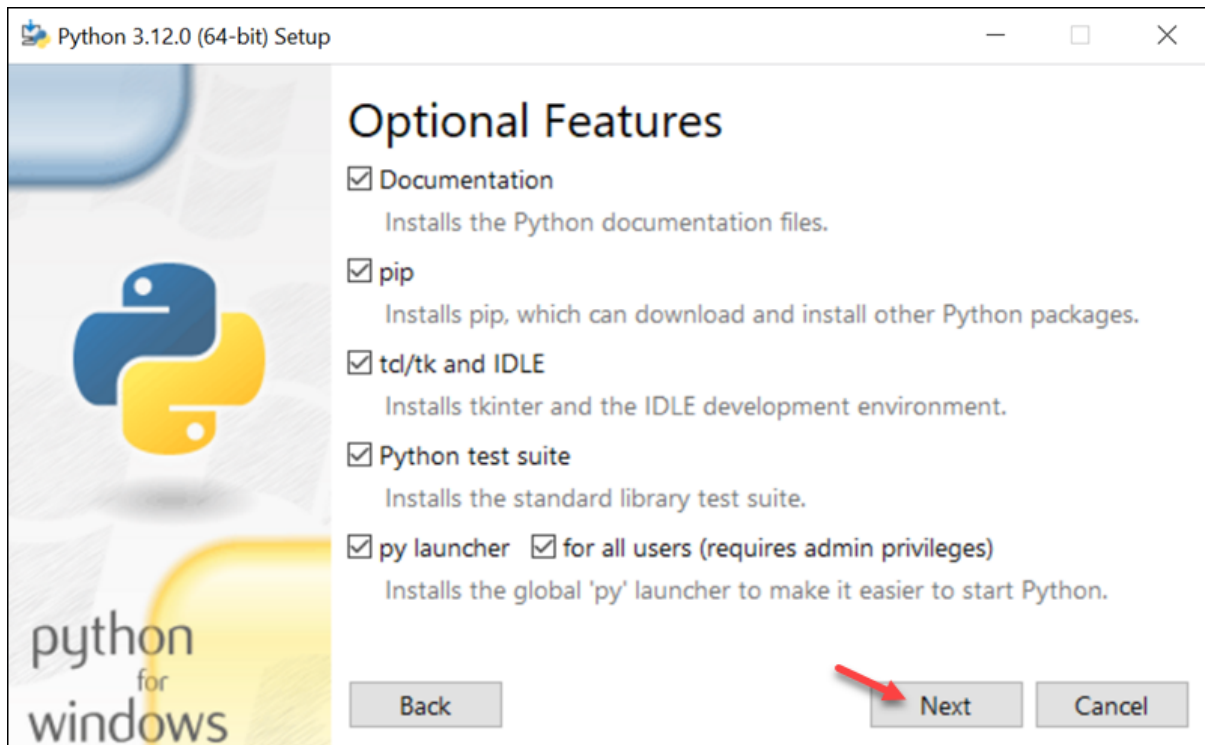 Python 3.12.0 (64-bit) Setup
Optional Features
Documentation
Installs the Python documentation files.
pip
Installs pip, which can download and install other Python packages.
tcl/tk and IDLE
Installs tkinter and the IDLE development environment.
Python test suite
Installs the standard library test suite.
py launcher for all users (requires admin privileges)
Installs the global 'py' launcher to make it easier to start Python.
python
for
windows
Back Next Cancel